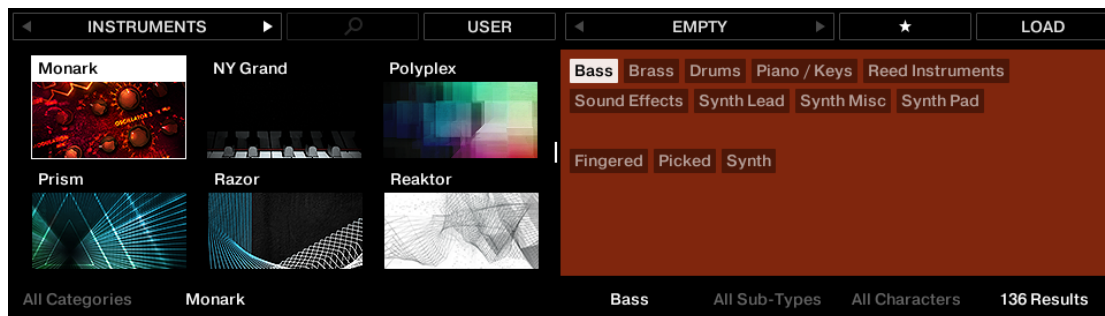 INSTRUMENTS USER EMPTY ★ LOAD
Monark NY Grand Polyplex
Prism Razor Reaktor
Bass Brass Drums Piano / Keys Reed Instruments
Sound Effects Synth Lead Synth Misc Synth Pad
Fingered Picked Synth
All Categories Monark Bass All Sub-Types All Characters 136 Results